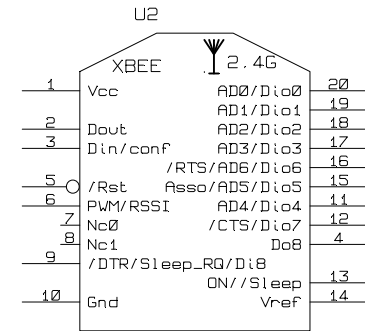 U2
XBEE 2.4G
1 Vcc AD0/Dio0 20
AD1/Dio1 19
2 Dout AD2/Dio2 18
3 Din/conf AD3/Dio3 17
/RTS/AD6/Dio6 16
5 /Rst Asso/AD5/Dio5 15
6 PWM/RSSI AD4/Dio4 11
7 Nc0 /CTS/Dio7 12
8 Nc1 Do8 4
9 /DTR/Sleep_RQ/Di8
ON//Sleep 13
10 Gnd Vref 14